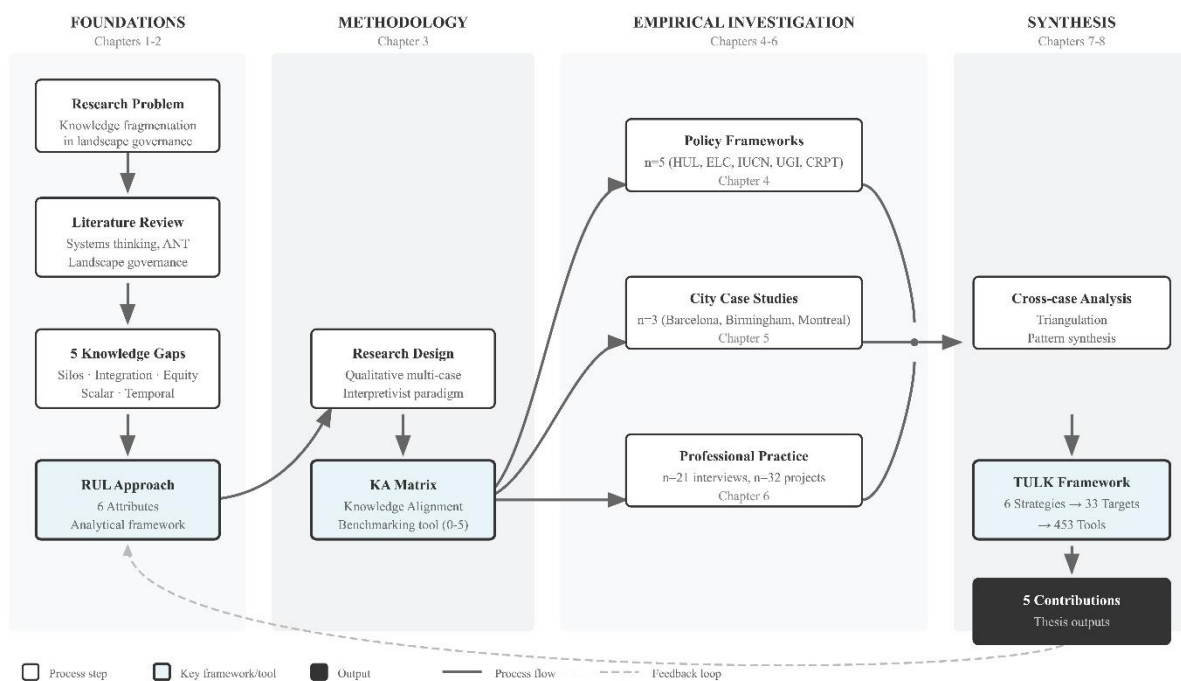 FOUNDATIONS
Chapters 1-2
Research Problem
Knowledge fragmentation
in landscape governance
Literature Review
Systems thinking, ANT
Landscape governance
5 Knowledge Gaps
Silos · Integration · Equity
Scalar · Temporal
RUL Approach
6 Attributes
Analytical framework
METHODOLOGY
Chapter 3
Research Design
Qualitative multi-case
Interpretivist paradigm
KA Matrix
Knowledge Alignment
Benchmarking tool (0-5)
EMPIRICAL INVESTIGATION
Chapters 4-6
Policy Frameworks
n=5 (HUL, ELC, IUCN, UGI, CRPT)
Chapter 4
City Case Studies
n=3 (Barcelona, Birmingham, Montreal)
Chapter 5
Professional Practice
n=21 interviews, n=32 projects
Chapter 6
SYNTHESIS
Chapters 7-8
Cross-case Analysis
Triangulation
Pattern synthesis
TULK Framework
6 Strategies → 33 Targets
→ 453 Tools
5 Contributions
Thesis outputs
Process step
Key framework/tool
Output
Process flow
Feedback loop